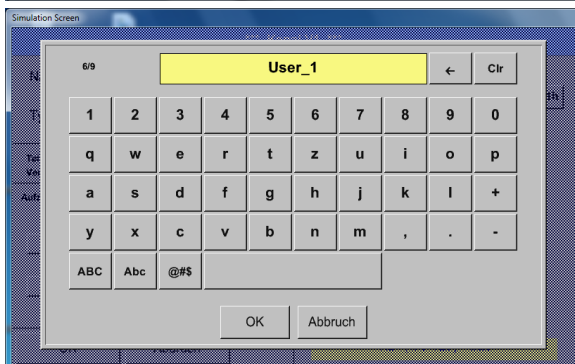 Simulation Screen
6/9 User_1 ← Clr
1 2 3 4 5 6 7 8 9 0
q w e r t z u i o p
a s d f g h j k l +
y x c v b n m , . -
ABC Abc @#$
OK Abbruch